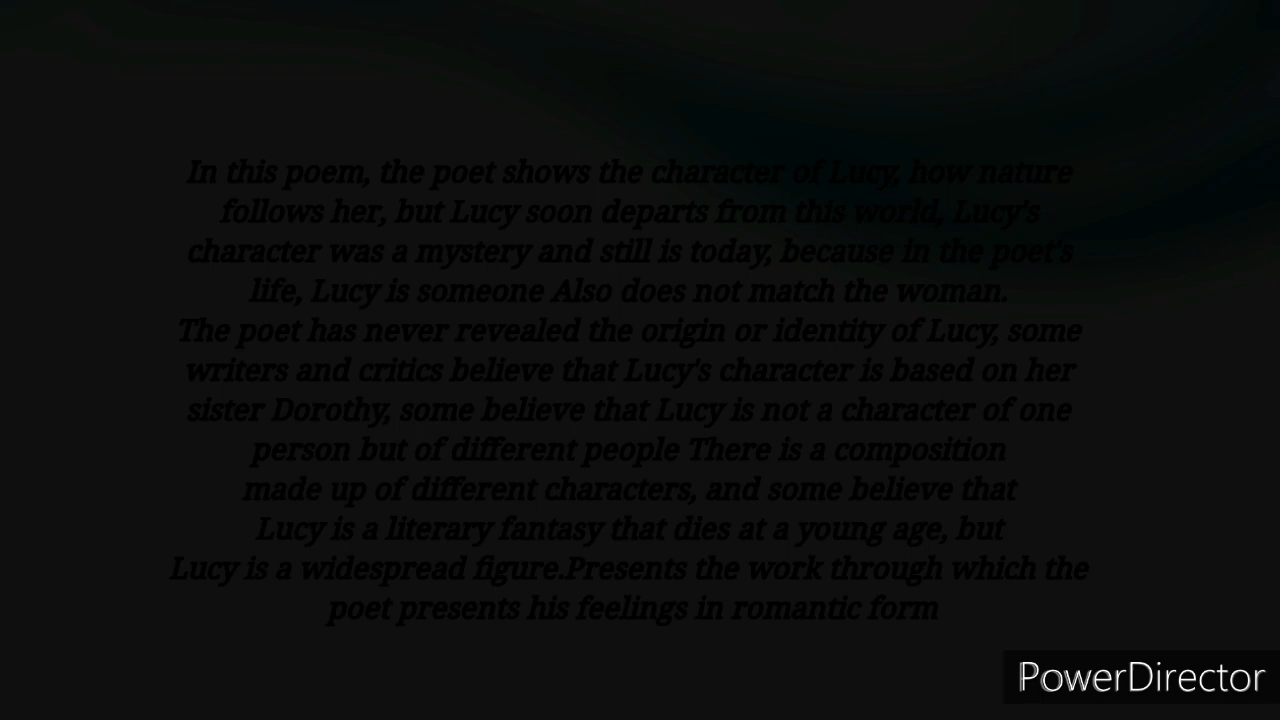 In this poem, the poet shows the character of Lucy, how nature
follows her, but Lucy soon departs from this world, Lucy's
character was a mystery and still is today, because in the poet's
life, Lucy is someone Also does not match the woman.
The poet has never revealed the origin or identity of Lucy, some
writers and critics believe that Lucy's character is based on her
sister Dorothy, some believe that Lucy is not a character of one
person but of different people There is a composition
made up of different characters, and some believe that
Lucy is a literary fantasy that dies at a young age, but
Lucy is a widespread figure.Presents the work through which the
poet presents his feelings in romantic form
PowerDirector